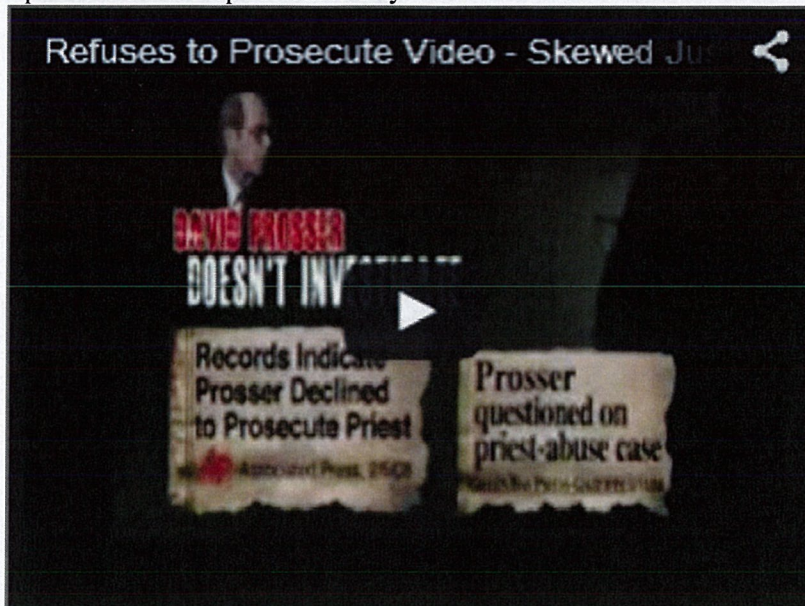 Refuses to Prosecute Video - Skewed Ju
DAVID PROSSER
DOESN'T
Records Indicate
Prosser Declined
to Prosecute Priest
Associated Press,
Prosser
questioned on
priest-abuse case